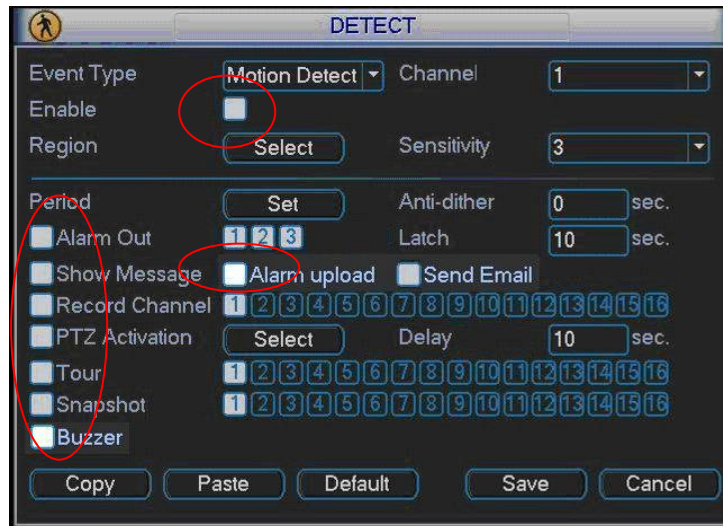 DETECT
Event Type Motion Detect Channel 1
Enable
Region Select Sensitivity 3
Period Set Anti-dither 0 sec.
Alarm Out 1 2 3 Latch 10 sec.
Show Message Alarm upload Send Email
Record Channel 1 2 3 4 5 6 7 8 9 10 11 12 13 14 15 16
PTZ Activation Select Delay 10 sec.
Tour 1 2 3 4 5 6 7 8 9 10 11 12 13 14 15 16
Snapshot 1 2 3 4 5 6 7 8 9 10 11 12 13 14 15 16
Buzzer
Copy Paste Default Save Cancel